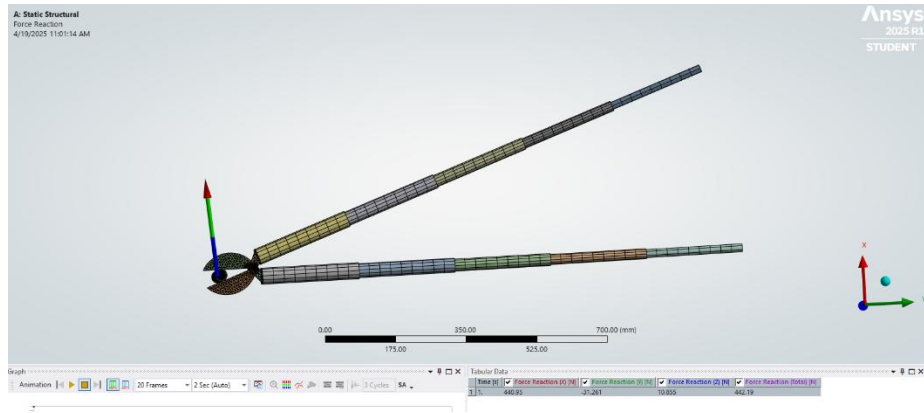 A: Static Structural
Force Reaction
4/19/2025 11:01:14 AM
Ansys
2025 R1
STUDENT
X
0.00 350.00 700.00 (mm)
175.00 525.00
Graph
Animation 20 Frames 2 Sec (Auto) 3 Cycles SA
Tabular Data
Time [s] Force Reaction (X) [N] Force Reaction (Y) [N] Force Reaction (Z) [N] Force Reaction (Total) [N]
1 1. 440.95 -31.261 10.855 442.19